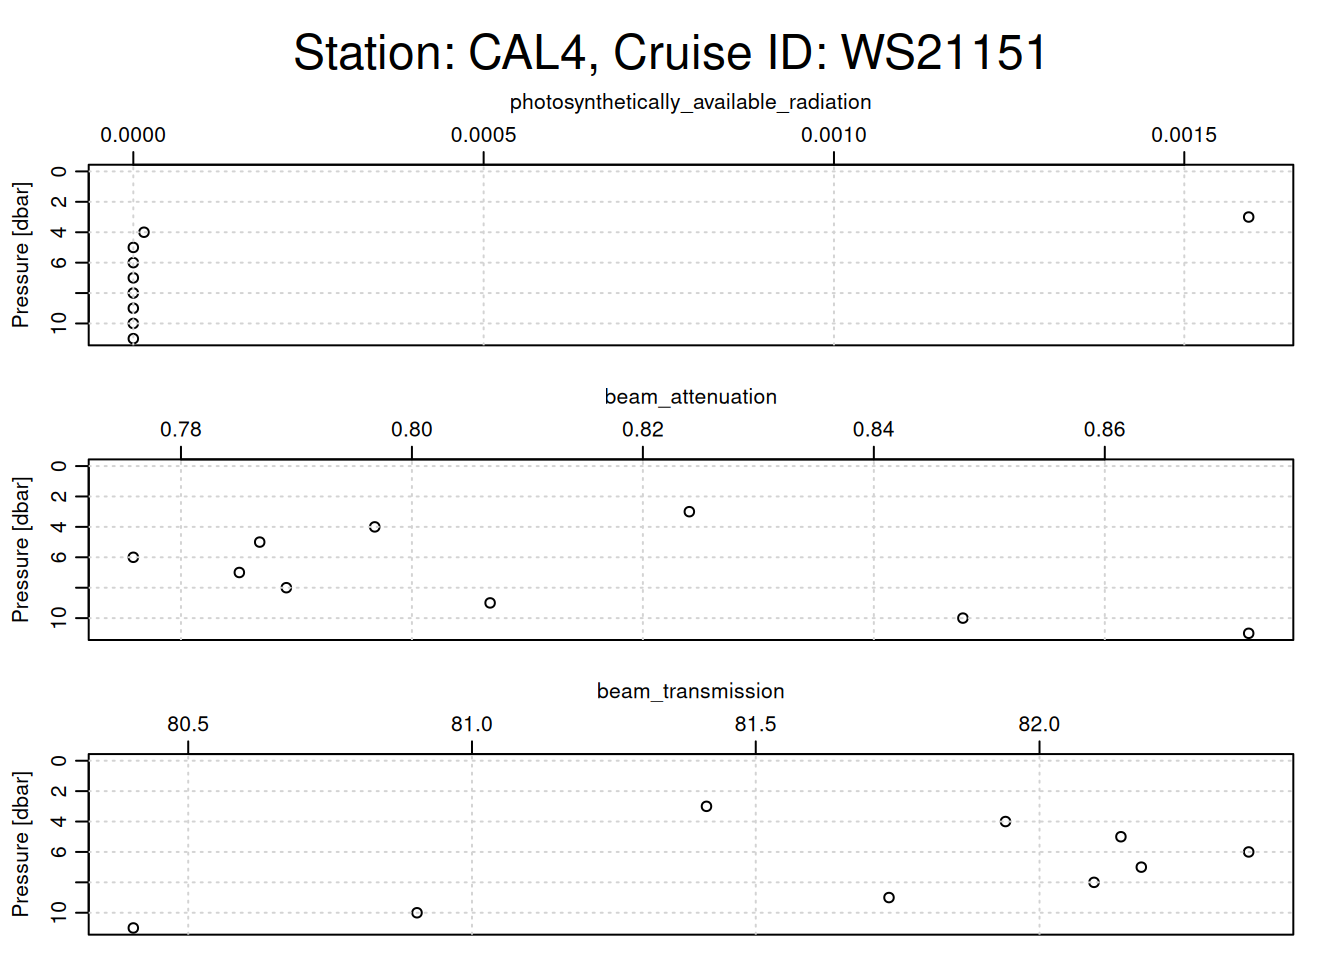 Station: CAL4, Cruise ID: WS21151
photosynthetically_available_radiation
0.0000 0.0005 0.0010 0.0015
Pressure [dbar]
0
2
4
6
10
beam_attenuation
0.78 0.80 0.82 0.84 0.86
Pressure [dbar]
0
2
4
6
10
beam_transmission
80.5 81.0 81.5 82.0
Pressure [dbar]
0
2
4
6
10